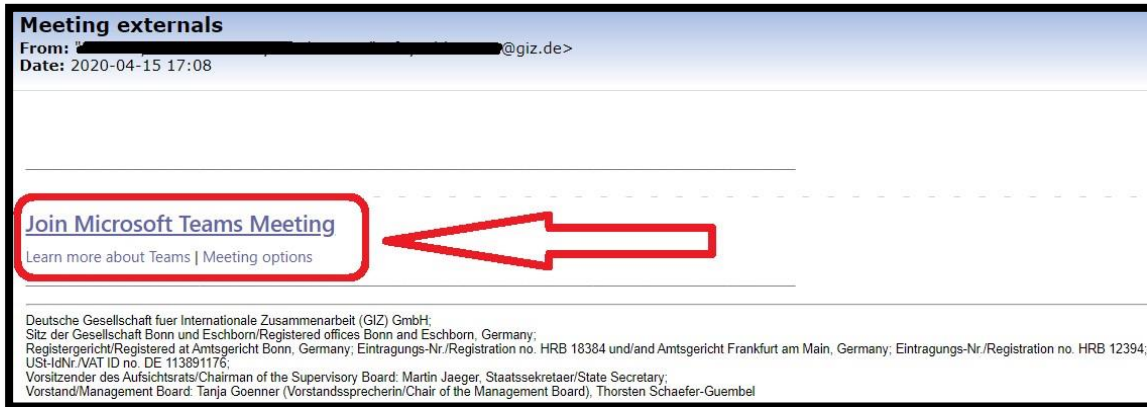 Meeting externals
From: " @giz.de>
Date: 2020-04-15 17:08
Join Microsoft Teams Meeting
Learn more about Teams | Meeting options
Deutsche Gesellschaft fuer Internationale Zusammenarbeit (GIZ) GmbH;
Sitz der Gesellschaft Bonn und Eschborn/Registered offices Bonn and Eschborn, Germany;
Registergericht/Registered at Amtsgericht Bonn, Germany; Eintragungs-Nr./Registration no. HRB 18384 und/and Amtsgericht Frankfurt am Main, Germany; Eintragungs-Nr./Registration no. HRB 12394;
USt-IdNr./VAT ID no. DE 113891176;
Vorsitzender des Aufsichtsrats/Chairman of the Supervisory Board: Martin Jaeger, Staatssekretaer/State Secretary;
Vorstand/Management Board: Tanja Goenner (Vorstandssprecherin/Chair of the Management Board), Thorsten Schaefer-Guembel